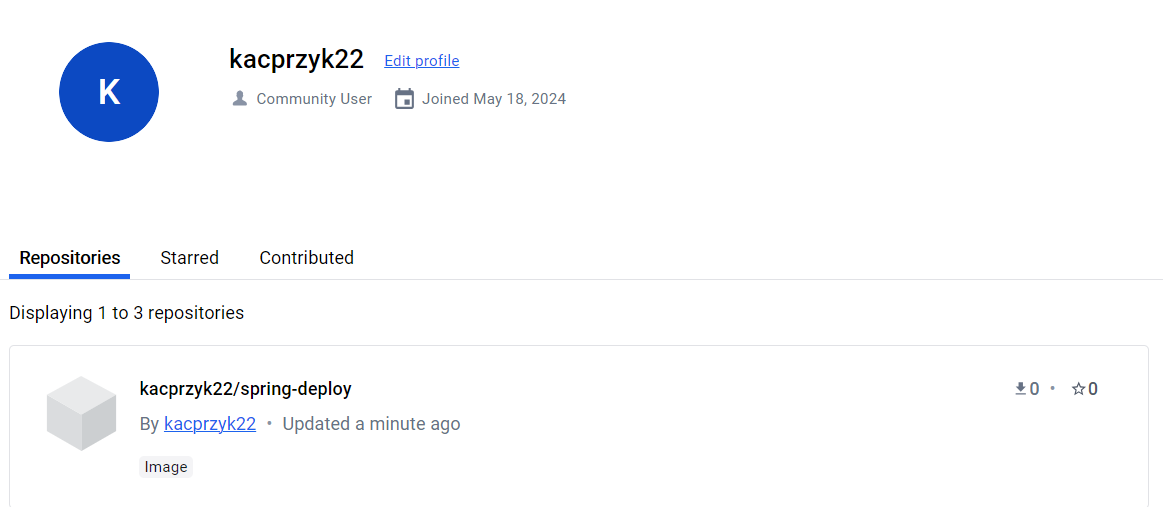 K
kacprzyk22 Edit profile
Community User Joined May 18, 2024
Repositories Starred Contributed
Displaying 1 to 3 repositories
kacprzyk22/spring-deploy 0 • 0
By kacprzyk22 • Updated a minute ago
Image